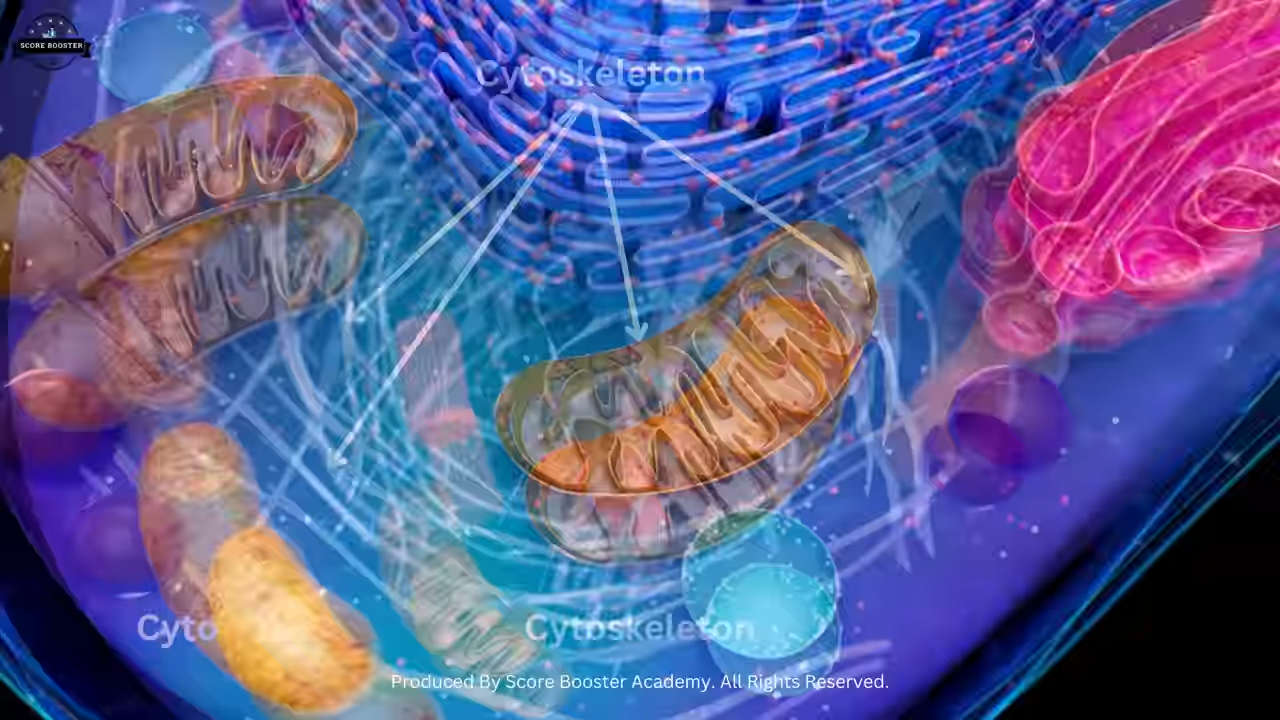 SCORE BOOSTER
Cytoskeleton
Cyto
Cytoskeleton
Produced By Score Booster Academy. All Rights Reserved.